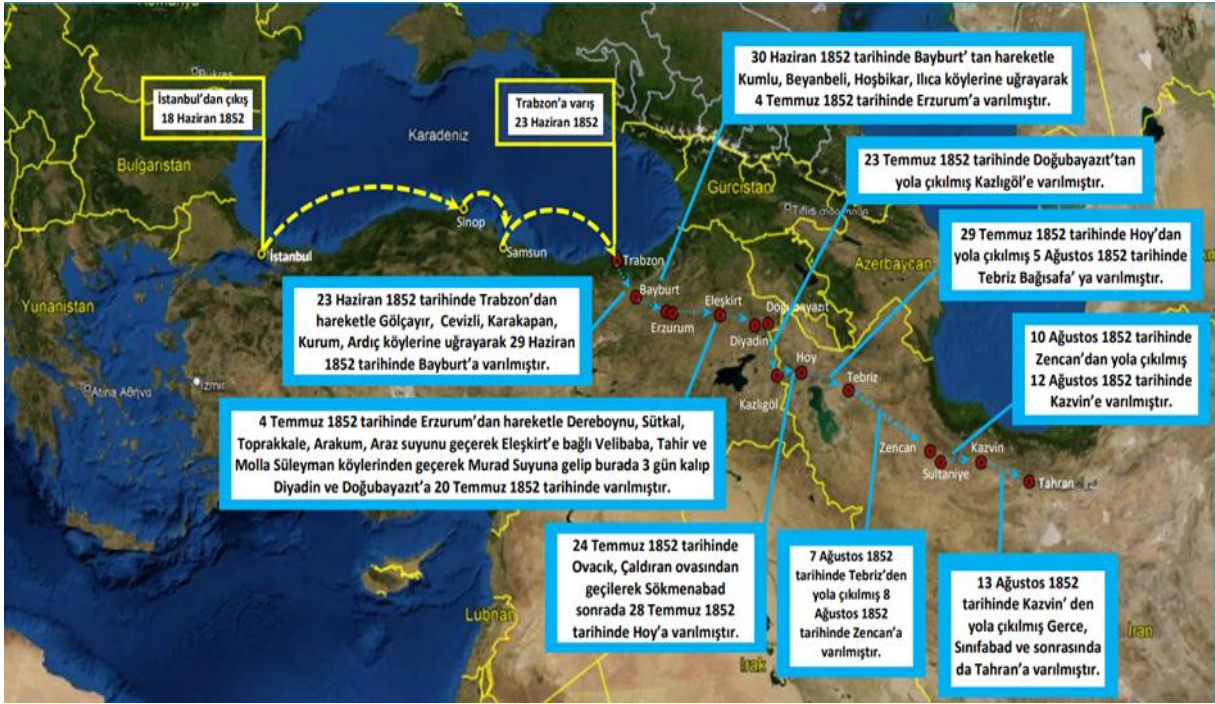 Romanya
Bükreş
İstanbul'dan çıkış
18 Haziran 1852
Bulgaristan
Karadeniz
Trabzon'a varış
23 Haziran 1852
30 Haziran 1852 tarihinde Bayburt' tan hareketle
Kumlu, Beyanbeli, Hoşbikar, Ilıca köylerine uğrayarak
4 Temmuz 1852 tarihinde Erzurum'a varılmıştır.
23 Temmuz 1852 tarihinde Doğubayazıt'tan
yola çıkılmış Kazlıgöl'e varılmıştır.
Gürcistan
Tiflis
29 Temmuz 1852 tarihinde Hoy'dan
yola çıkılmış 5 Ağustos 1852 tarihinde
Tebriz Bağısafa' ya varılmıştır.
Azerbaycan
Sinop
İstanbul
Samsun
Trabzon
Bayburt
Erzurum
Eleşkirt
Doğubayazıt
Diyadin
Hoy
Kazlıgöl
Tebriz
Zencan
Sultaniye
Kazvin
Tahran
Yunanistan
Atina Αθήνα
İzmir
23 Haziran 1852 tarihinde Trabzon'dan
hareketle Gölçayır, Cevizli, Karakapan,
Kurum, Ardıç köylerine uğrayarak 29 Haziran
1852 tarihinde Bayburt'a varılmıştır.
10 Ağustos 1852 tarihinde
Zencan'dan yola çıkılmış
12 Ağustos 1852 tarihinde
Kazvin'e varılmıştır.
4 Temmuz 1852 tarihinde Erzurum'dan hareketle Dereboynu, Sütkal,
Toprakkale, Arakum, Araz suyunu geçerek Eleşkirt'e bağlı Velibaba, Tahir ve
Molla Süleyman köylerinden geçerek Murad Suyuna gelip burada 3 gün kalıp
Diyadin ve Doğubayazıt'a 20 Temmuz 1852 tarihinde varılmıştır.
24 Temmuz 1852 tarihinde
Ovacık, Çaldıran ovasından
geçilerek Sökmenabad
sonrada 28 Temmuz 1852
tarihinde Hoy'a varılmıştır.
7 Ağustos 1852
tarihinde Tebriz'den
yola çıkılmış 8
Ağustos 1852
tarihinde Zencan'a
varılmıştır.
13 Ağustos 1852
tarihinde Kazvin' den
yola çıkılmış Gerce,
Sınıfabad ve sonrasında
da Tahran'a varılmıştır.
Lübnan
Irak
İran